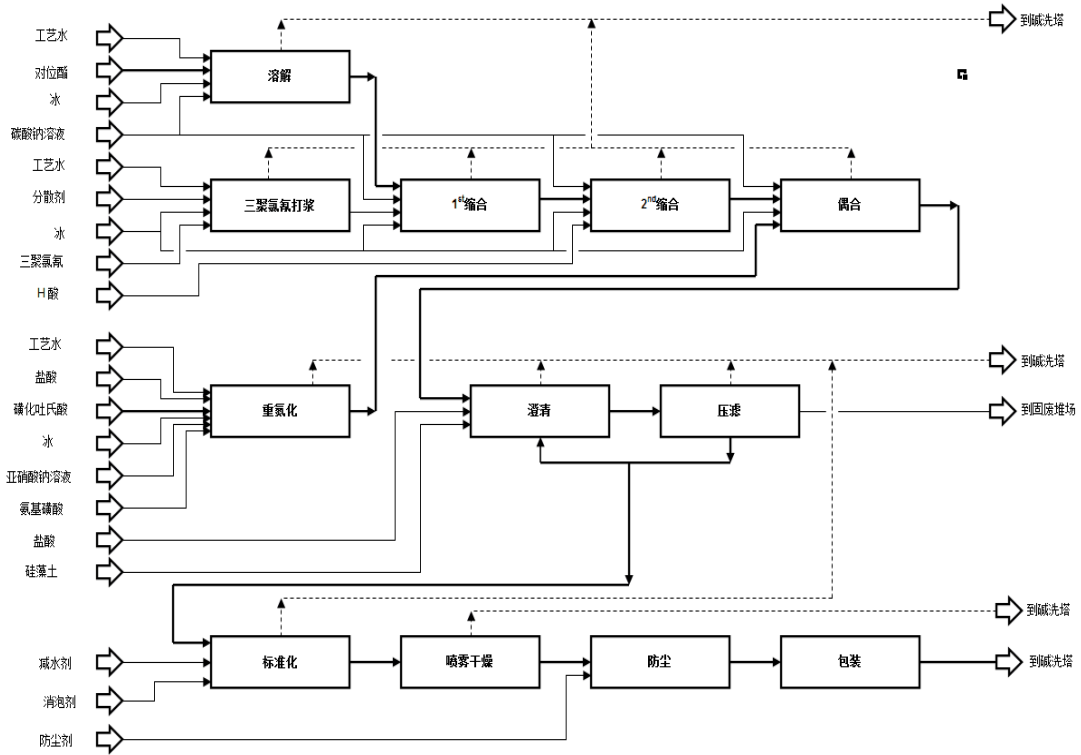 到碱洗塔
工艺水
对位酯
溶解
冰
碳酸钠溶液
工艺水
分散剂
三聚氯氰打浆
1st缩合
2nd缩合
偶合
冰
三聚氯氰
H酸
工艺水
到碱洗塔
盐酸
磺化吐氏酸
重氮化
澄清
压滤
到固废堆场
冰
亚硝酸钠溶液
氨基磺酸
盐酸
硅藻土
到碱洗塔
减水剂
标准化
喷雾干燥
防尘
包装
到碱洗塔
消泡剂
防尘剂